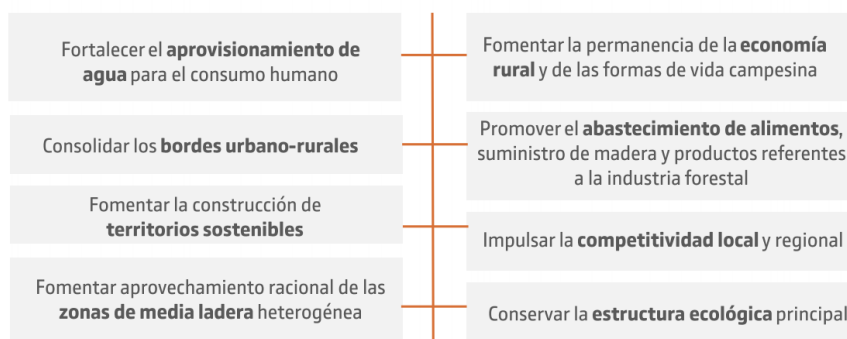 Fortalecer el aprovisionamiento de
agua para el consumo humano
Consolidar los bordes urbano-rurales
Fomentar la construcción de
territorios sostenibles
Fomentar aprovechamiento racional de las
zonas de media ladera heterogénea
Fomentar la permanencia de la economía
rural y de las formas de vida campesina
Promover el abastecimiento de alimentos,
suministro de madera y productos referentes
a la industria forestal
Impulsar la competitividad local y regional
Conservar la estructura ecológica principal